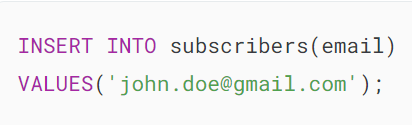 INSERT INTO subscribers(email)
VALUES('john.doe@gmail.com');